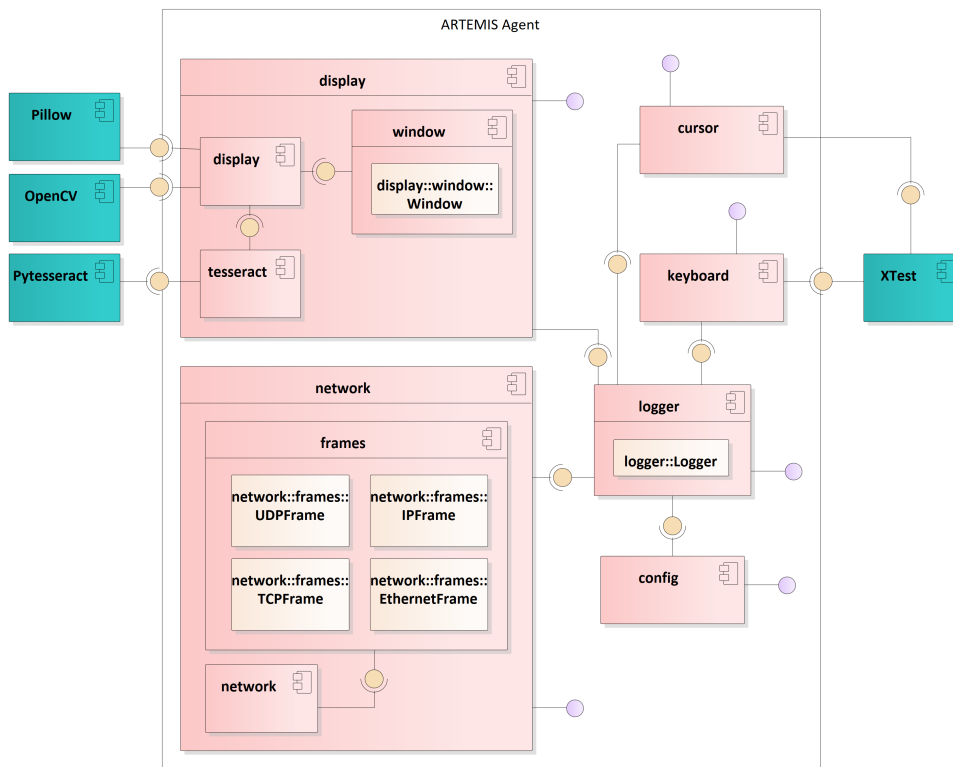 ARTEMIS Agent
display
Pillow
window
cursor
display
OpenCV
display::window::
Window
Pytesseract
tesseract
keyboard
XTest
network
logger
frames
logger::Logger
network::frames::
UDPFrame
network::frames::
IPFrame
network::frames::
TCPFrame
network::frames::
EthernetFrame
config
network